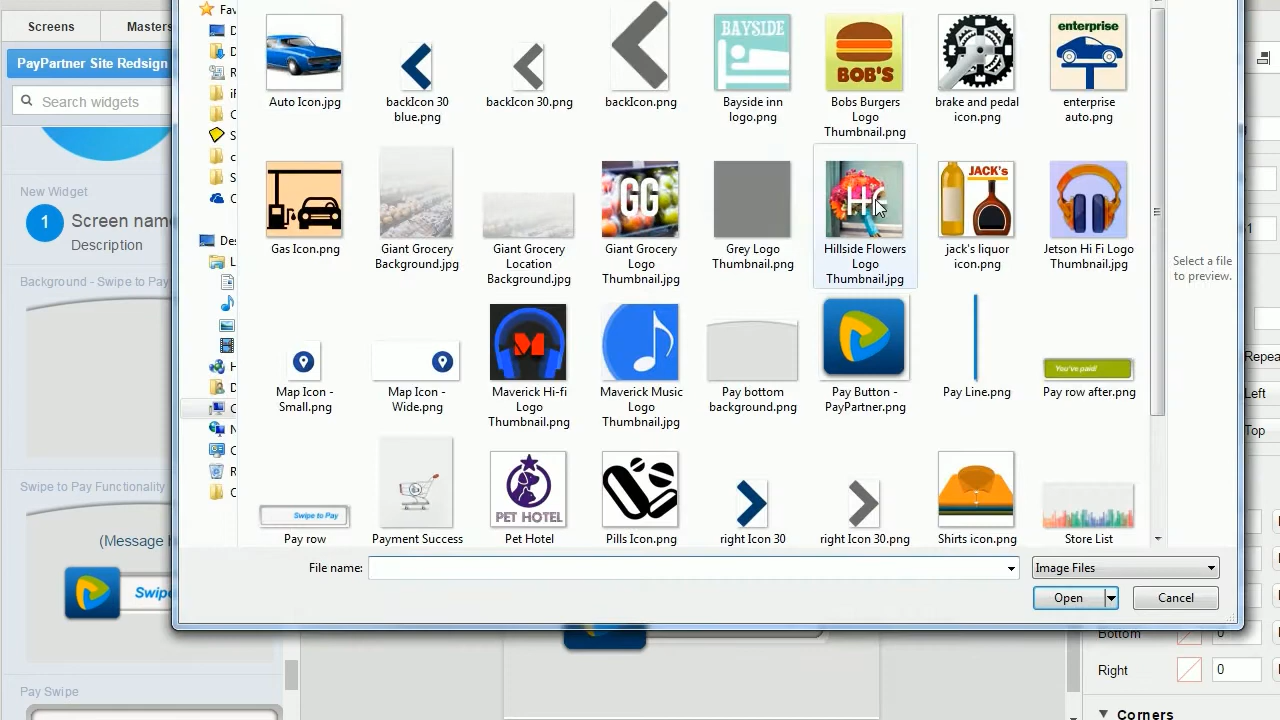 Screens
Masters
PayPartner Site Redsign
Search widgets
New Widget
1
Screen name
Description
Background - Swipe to Pay
Swipe to Pay Functionality
(Message h
Swipe
Pay Swipe
Fav
BAYSIDE
BOB'S
enterprise
Auto Icon.jpg
backIcon 30
blue.png
backIcon 30.png
backIcon.png
Bayside inn
logo.png
Bobs Burgers
Logo
Thumbnail.png
brake and pedal
icon.png
enterprise
auto.png
GG
JACK'S
Gas Icon.png
Giant Grocery
Background.jpg
Giant Grocery
Location
Background.jpg
Giant Grocery
Logo
Thumbnail.jpg
Grey Logo
Thumbnail.png
Hillside Flowers
Logo
Thumbnail.jpg
jack's liquor
icon.png
Jetson Hi Fi Logo
Thumbnail.jpg
You've paid!
Map Icon -
Small.png
Map Icon -
Wide.png
Maverick Hi-fi
Logo
Thumbnail.png
Maverick Music
Logo
Thumbnail.jpg
Pay bottom
background.png
Pay Button -
PayPartner.png
Pay Line.png
Pay row after.png
Swipe to Pay
PET HOTEL
Pay row
Payment Success
Pet Hotel
Pills Icon.png
right Icon 30
right Icon 30.png
Shirts icon.png
Store List
Des
Select a file
to preview.
File name:
Image Files
Open
Cancel
Repea
Left
Top
Bottom
0
Right
0
Corners